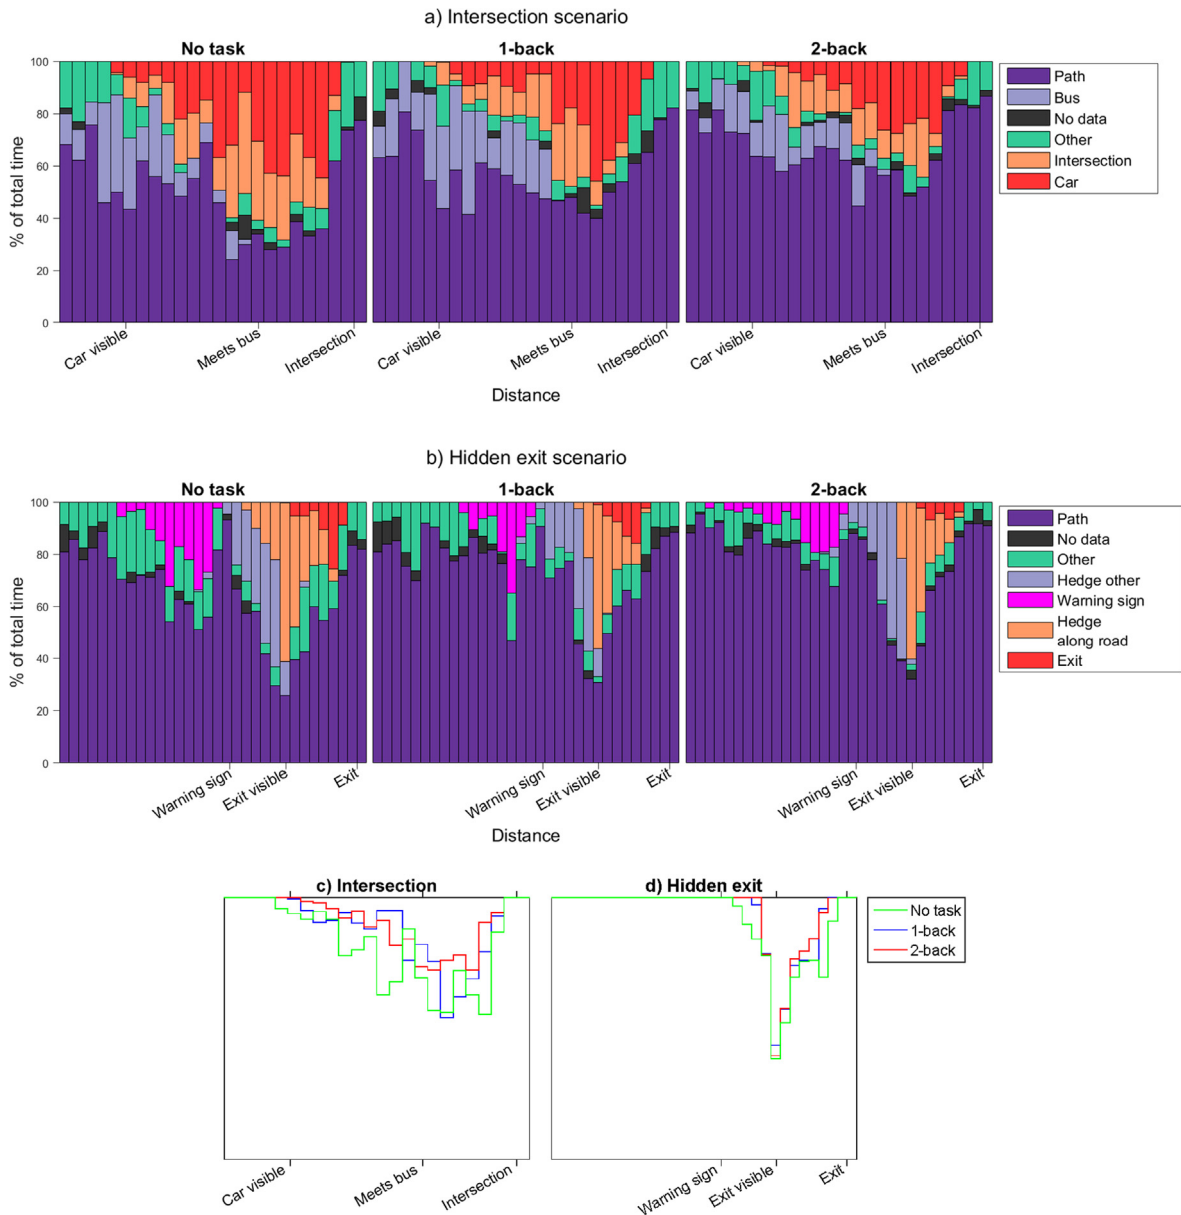 a) Intersection scenario
No task
1-back
2-back
100
80
60
40
20
0
% of total time
Path
Bus
No data
Other
Intersection
Car
Car visible
Meets bus
Intersection
Car visible
Meets bus
Intersection
Car visible
Meets bus
Intersection
Distance
b) Hidden exit scenario
No task
1-back
2-back
100
80
60
40
20
0
% of total time
Path
No data
Other
Hedge other
Warning sign
Hedge
along road
Exit
Warning sign
Exit visible
Exit
Warning sign
Exit visible
Exit
Warning sign
Exit visible
Exit
Distance
c) Intersection
d) Hidden exit
No task
1-back
2-back
Car visible
Meets bus
Intersection
Warning sign
Exit visible
Exit